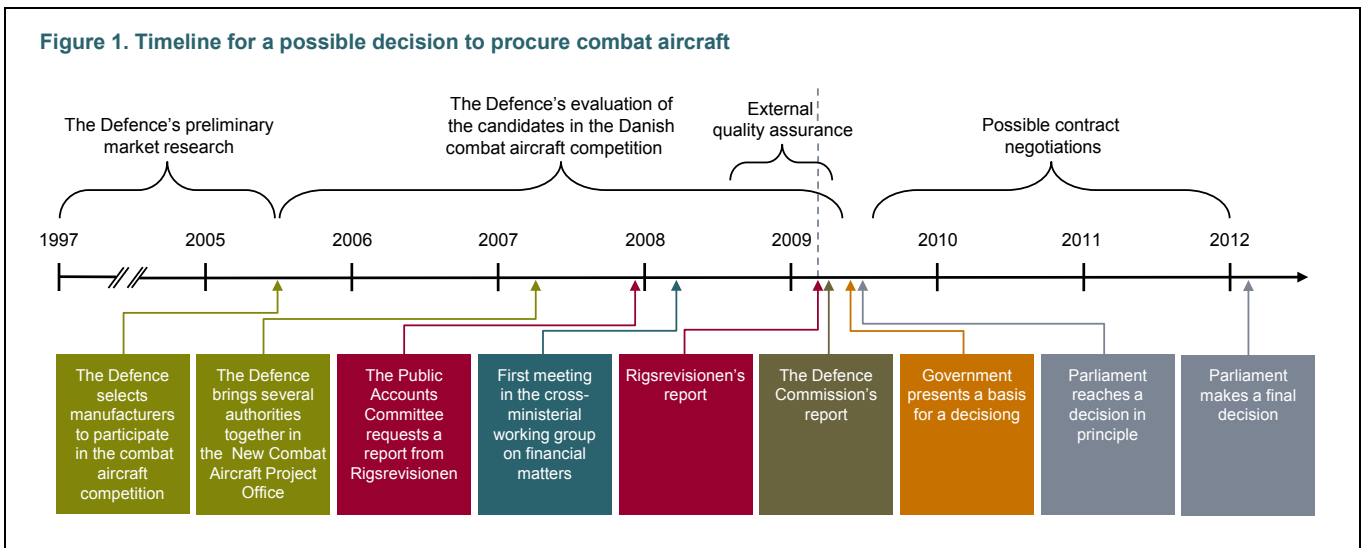 Figure 1. Timeline for a possible decision to procure combat aircraft
The Defence's preliminary
market research
The Defence's evaluation of
the candidates in the Danish
combat aircraft competition
External
quality assurance
Possible contract
negotiations
1997
2005
2006
2007
2008
2009
2010
2011
2012
The Defence
selects
manufacturers
to participate
in the combat
aircraft
competition
The Defence
brings several
authorities
together in
the New Combat
Aircraft Project
Office
The Public
Accounts
Committee
requests a
report from
Rigsrevisionen
First meeting
in the cross-
ministerial
working group
on financial
matters
Rigsrevisionen's
report
The Defence
Commission's
report
Government
presents a basis
for a decisiong
Parliament
reaches a
decision in
principle
Parliament
makes a final
decision